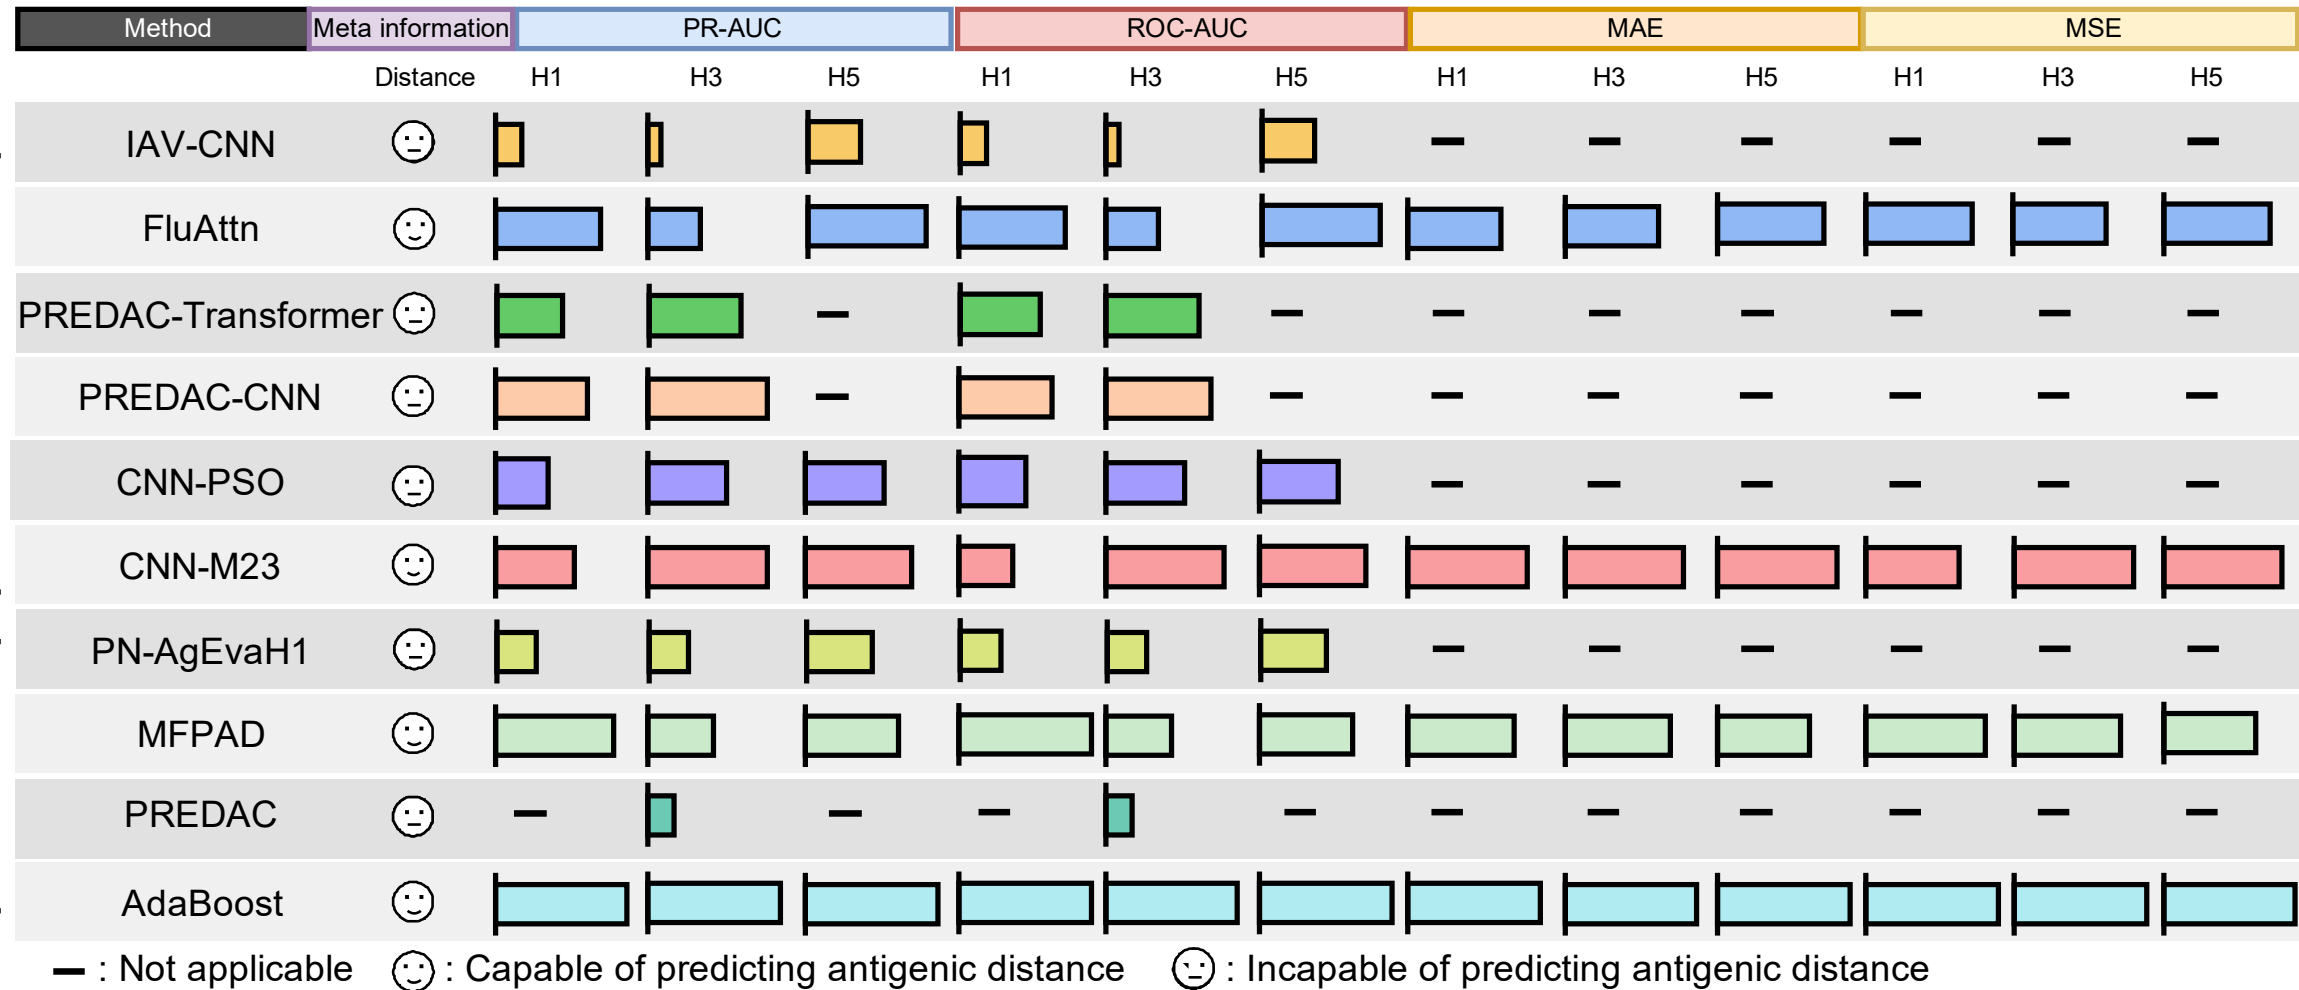 Method Meta information PR-AUC ROC-AUC MAE MSE
Distance H1 H3 H5 H1 H3 H5 H1 H3 H5 H1 H3 H5
IAV-CNN – – – – – –
FluAttn
PREDAC-Transformer – – – – – – – –
PREDAC-CNN – – – – – – – –
CNN-PSO – – – – – –
CNN-M23
PN-AgEvaH1 – – – – – –
MFPAD
PREDAC – – – – – – – – – –
AdaBoost
– : Not applicable : Capable of predicting antigenic distance : Incapable of predicting antigenic distance